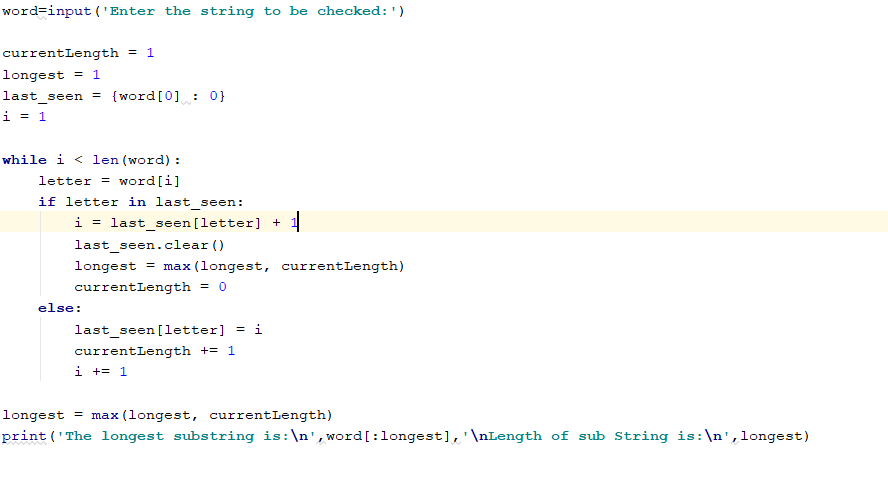 word=input('Enter the string to be checked:')
currentLength = 1
longest = 1
last_seen = {word[0] : 0}
i = 1
while i < len(word):
    letter = word[i]
    if letter in last_seen:
        i = last_seen[letter] + 1
        last_seen.clear()
        longest = max(longest, currentLength)
        currentLength = 0
    else:
        last_seen[letter] = i
        currentLength += 1
        i += 1
longest = max(longest, currentLength)
print('The longest substring is:\n',word[:longest],'\nLength of sub String is:\n',longest)